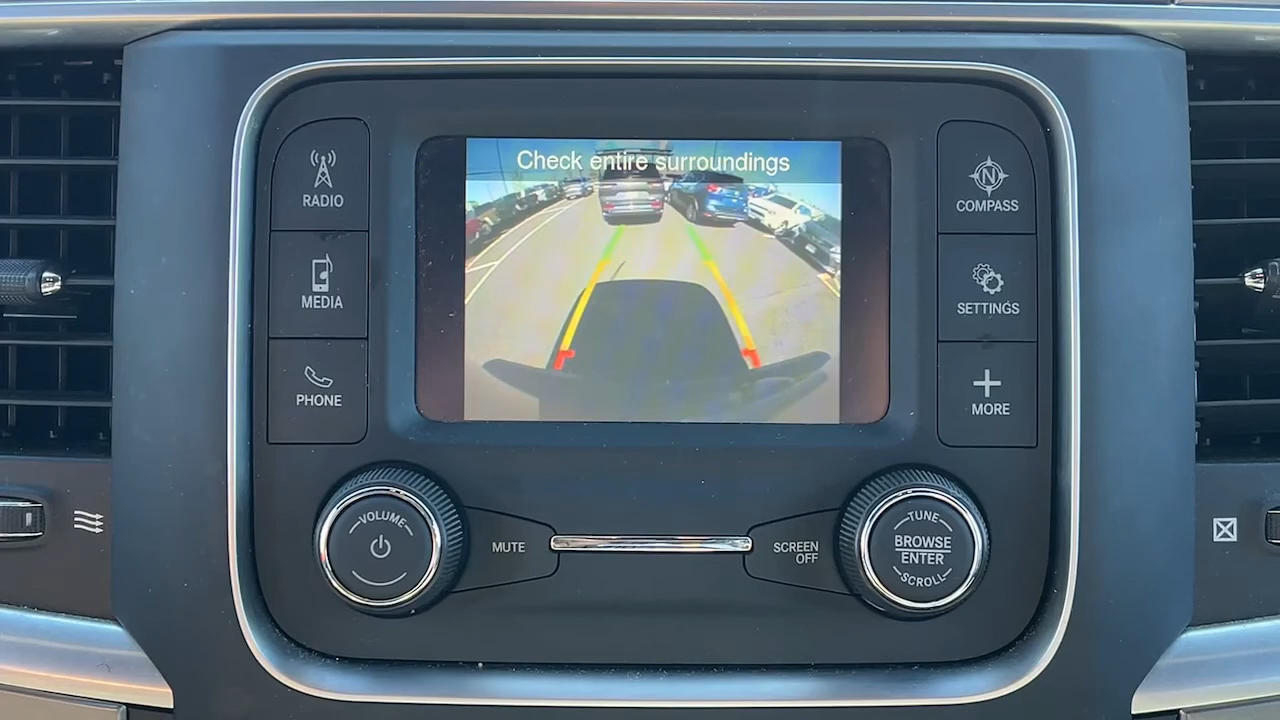 Check entire surroundings
RADIO
MEDIA
PHONE
N
COMPASS
SETTINGS
MORE
VOLUME
MUTE
SCREEN
OFF
TUNE
BROWSE
ENTER
SCROLL